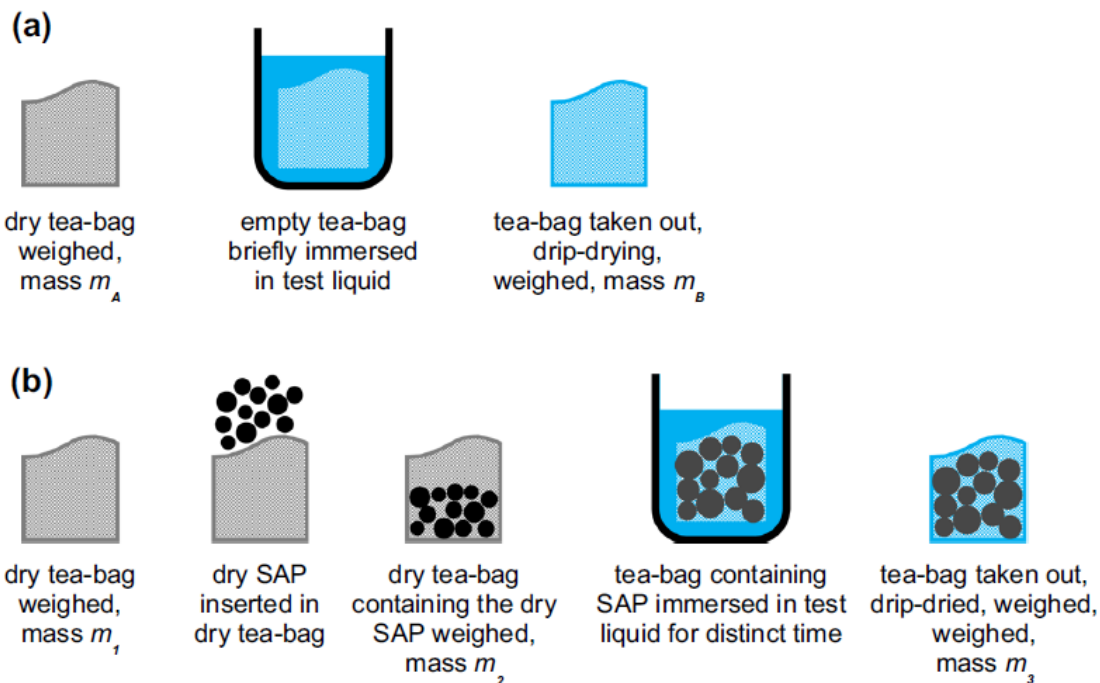 (a)
dry tea-bag
weighed,
mass m_A
empty tea-bag
briefly immersed
in test liquid
tea-bag taken out,
drip-drying,
weighed, mass m_B
(b)
dry tea-bag
weighed,
mass m_1
dry SAP
inserted in
dry tea-bag
dry tea-bag
containing the dry
SAP weighed,
mass m_2
tea-bag containing
SAP immersed in test
liquid for distinct time
tea-bag taken out,
drip-dried, weighed,
weighed,
mass m_3